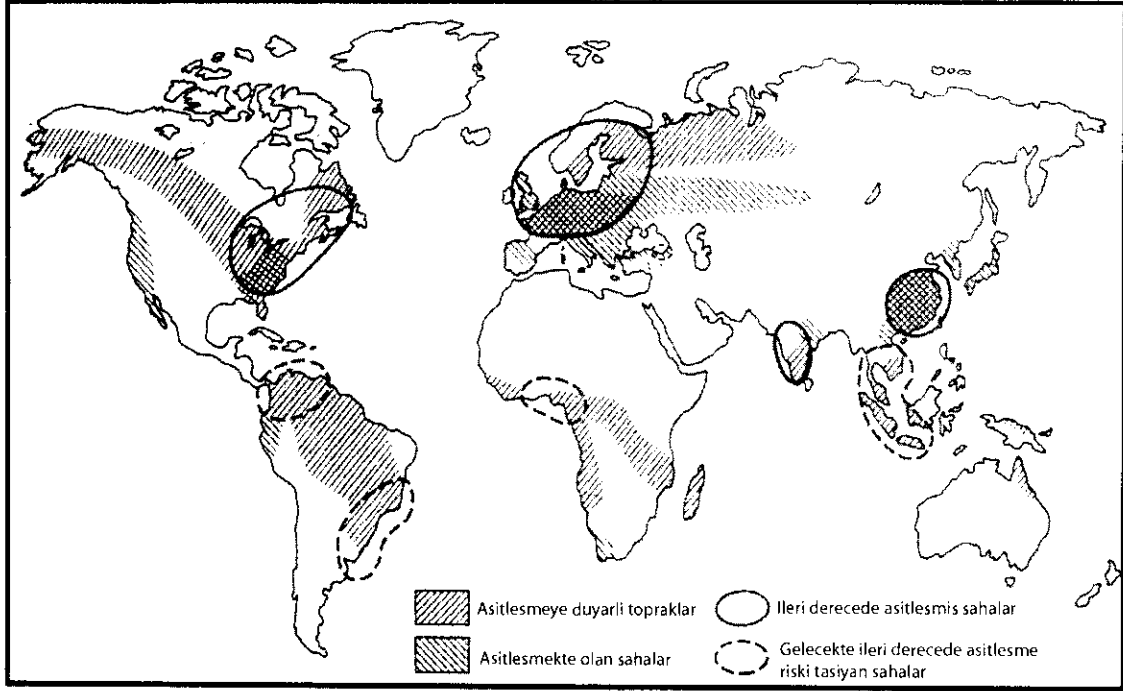 Asitlesmeye duyarli topraklar
Ileri derecede asitlesmis sahalar
Asitlesmekte olan sahalar
Gelecekte ileri derecede asitlesme
riski tasiyan sahalar